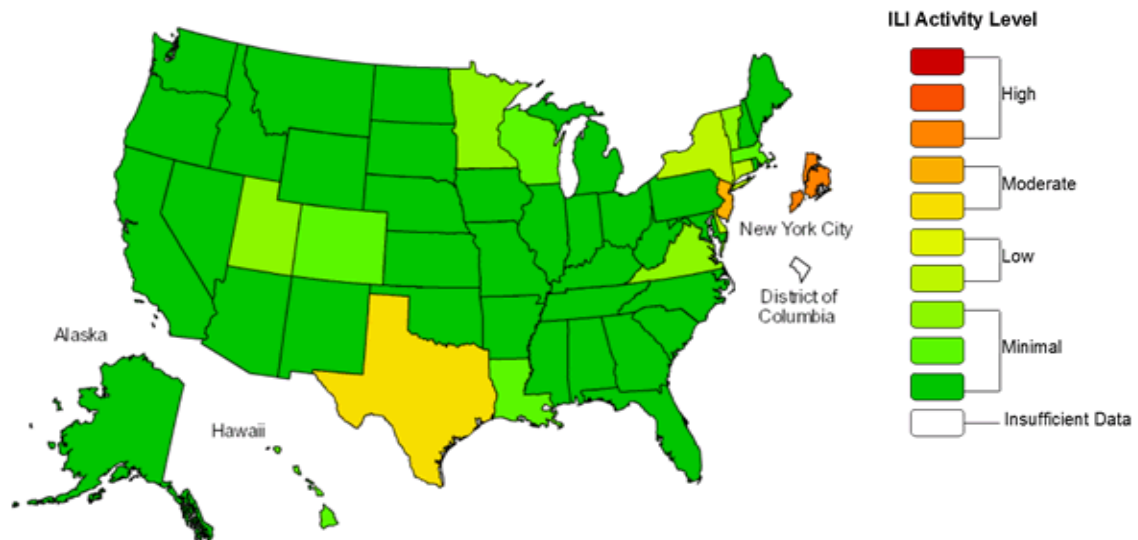 ILI Activity Level
High
Moderate
New York City
Low
District of
Columbia
Alaska
Minimal
Hawaii
Insufficient Data